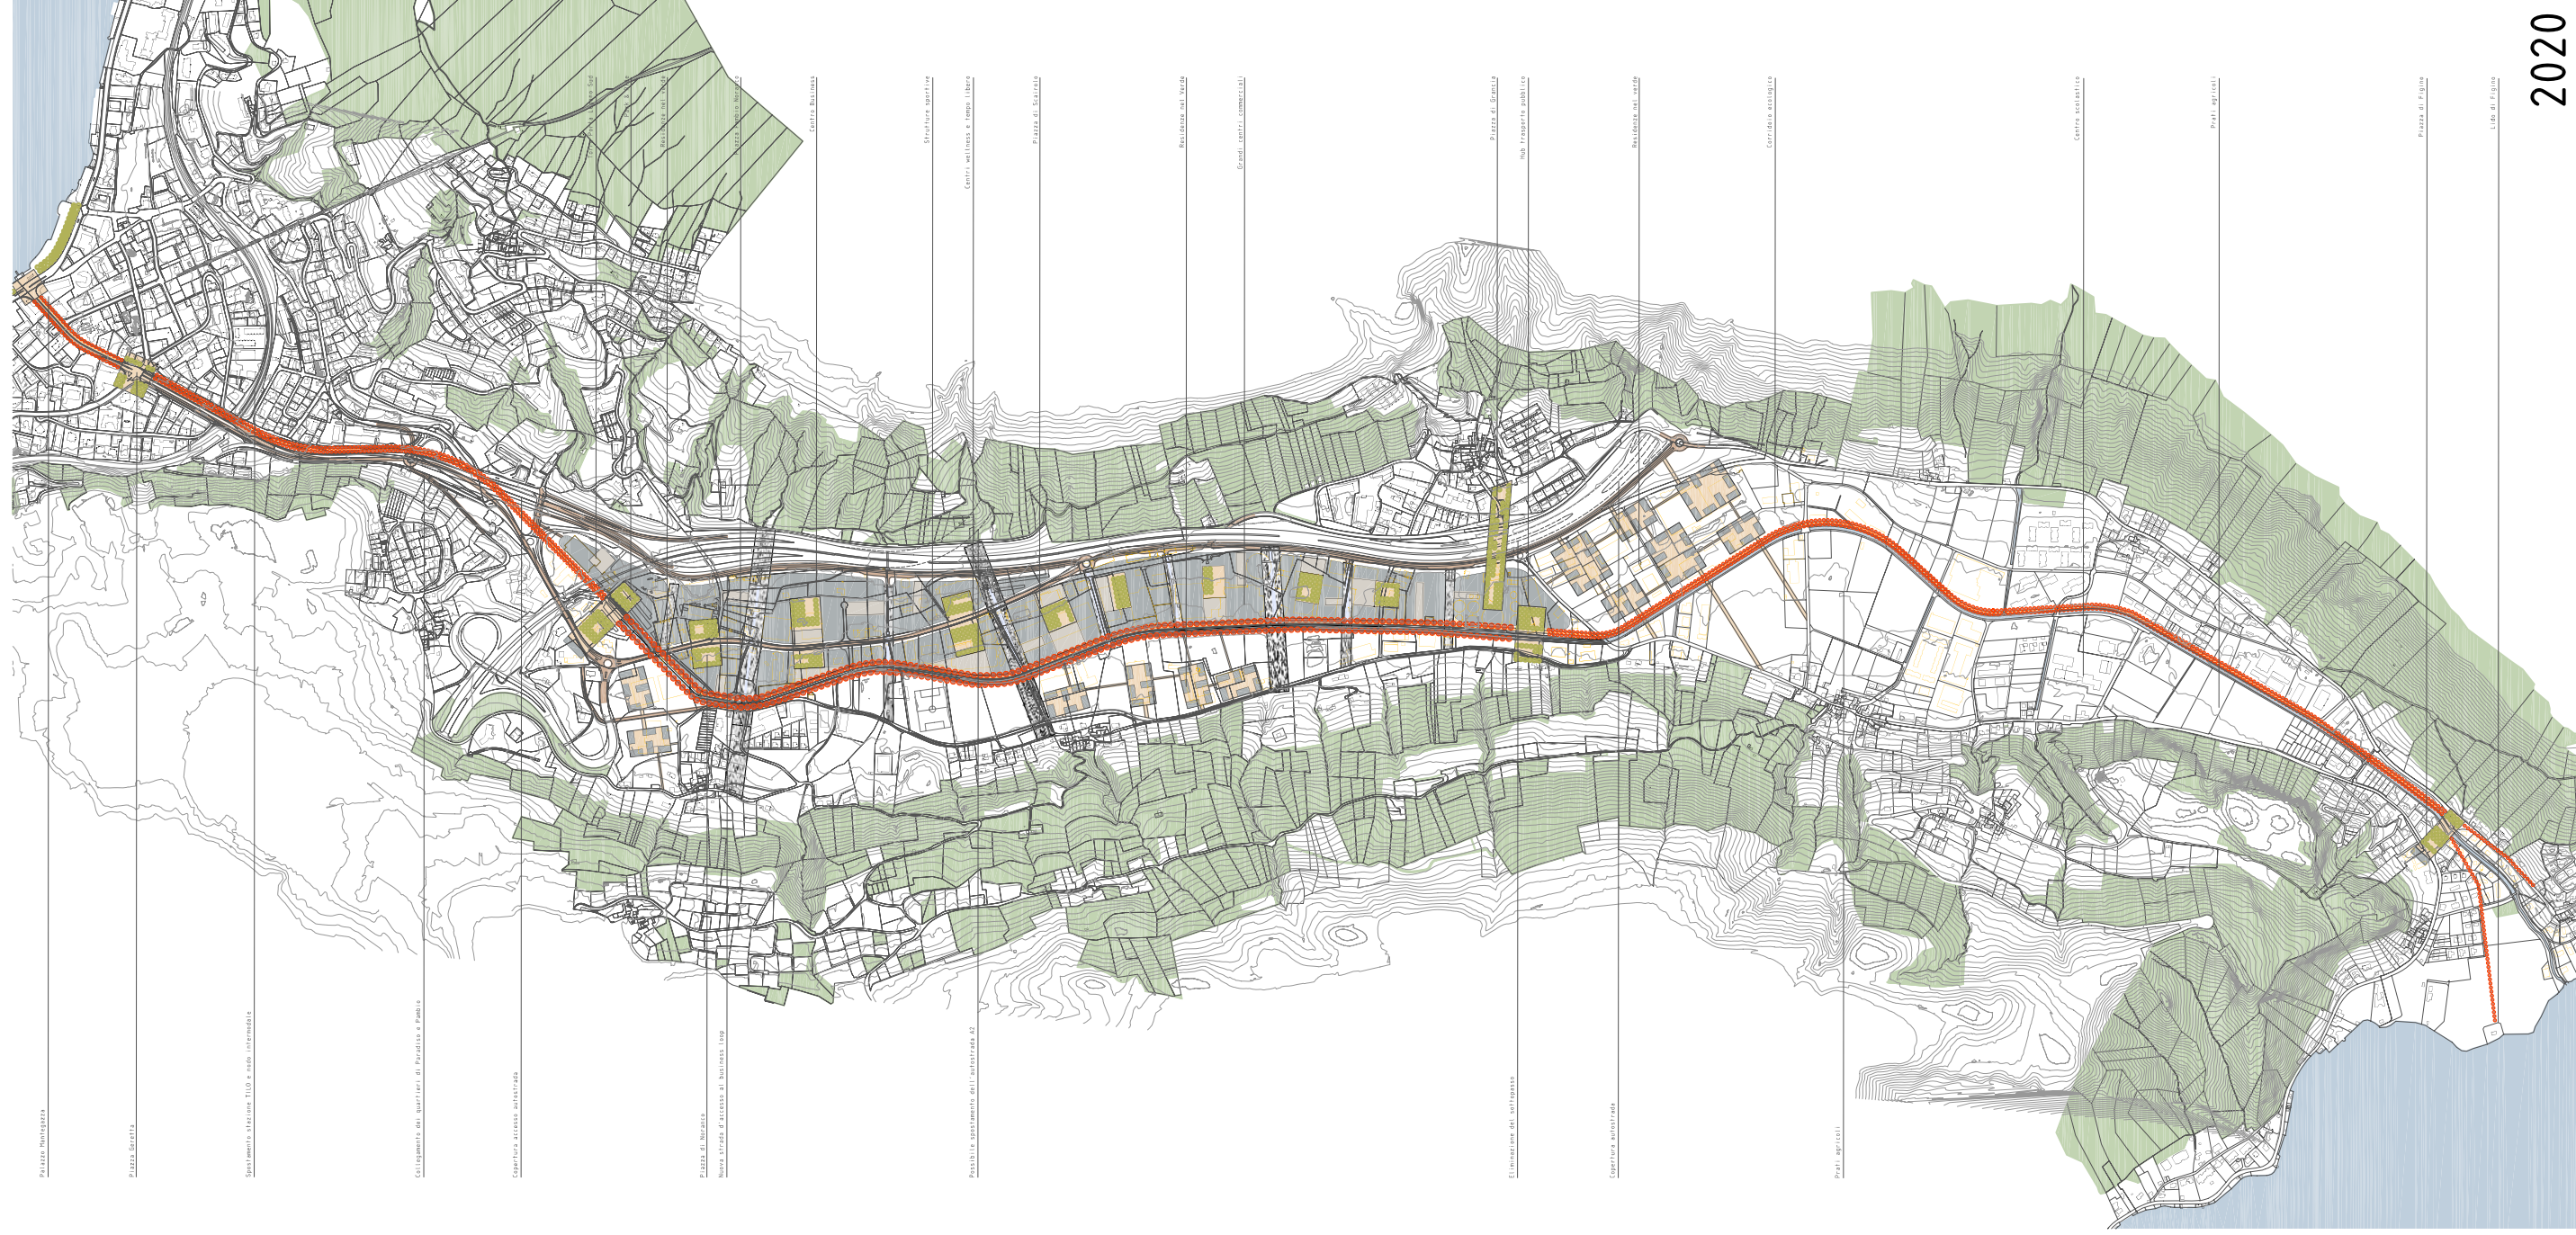 2020
Residenze nel verde
Centro Business
Strutture sportive
Centri wellness e tempo libero
Piazza di Scairolo
Residenze nel Verde
Grandi centri commerciali
Piazza di Grancia
Hub trasporto pubblico
Residenze nel verde
Corridoio ecologico
Centro scolastico
Prati agricoli
Piazza di Figino
Lido di Figino
Palazzo Mantegazza
Piazza Geretta
Spostamento stazione TILO e nodo intermodale
Collegamento dei quartieri di Paradiso e Pambio
Copertura accesso autostrada
Piazza di Noranco
Nuova strada d'accesso al business loop
Possibile spostamento dell'autostrada A2
Eliminazione del sottopasso
Copertura autostrada
Prati agricoli